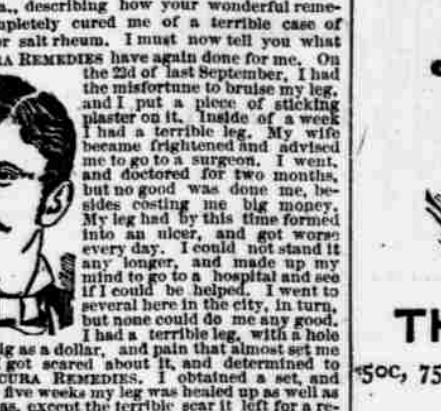 a., describing how your wonderful reme-
pletely cured me of a terrible case of
or salt rheum. I must now tell you what
RA REMEDIES have again done for me. On
the 22d of last September, I had
the misfortune to bruise my leg,
and I put a piece of sticking
plaster on it. Inside of a week
I had a terrible leg. My wife
became frightened and advised
me to go to a surgeon. I went,
and doctored for two months,
but no good was done me, be-
sides costing me big money.
My leg had by this time formed
into an ulcer, and got worse
every day. I could not stand it
any longer, and made up my
mind to go to a hospital and see
if I could be helped. I went to
several here in the city, in turn,
but none could do me any good.
I had a terrible leg, with a hole
ig as a dollar, and pain that almost set me
I got scared about it, and determined to
CURA REMEDIES. I obtained a set, and
five weeks my leg was healed up as well as
as, except the terrible scar it left for a re-
TH
50c, 75